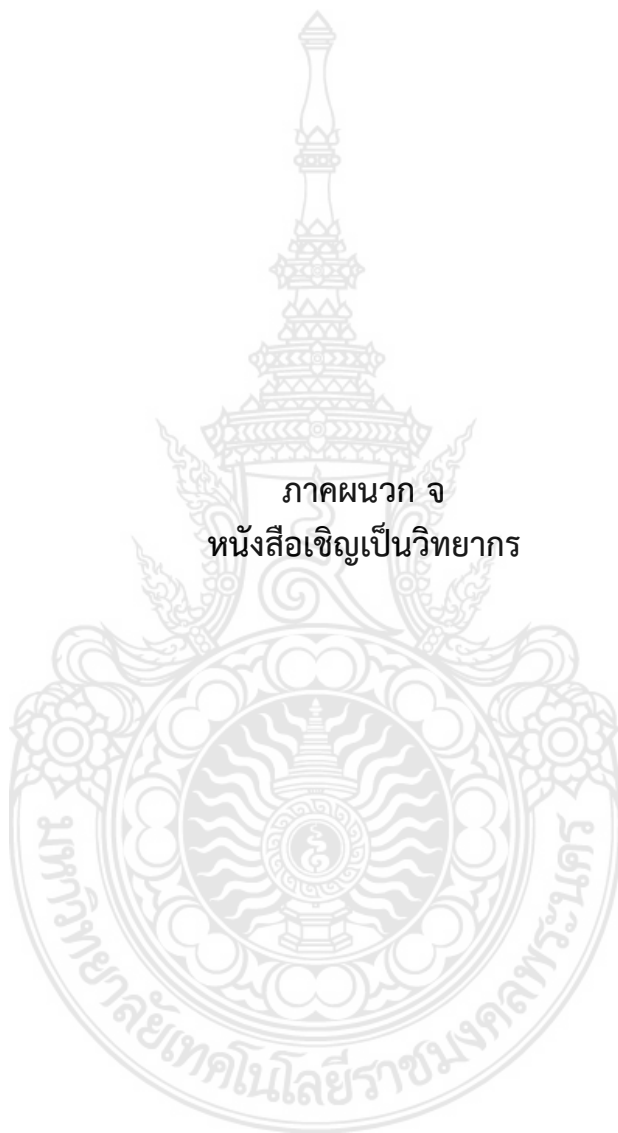 ภาคผนวก จ
หนังสือเชิญเป็นวิทยากร
มหาวิทยาลัยเทคโนโลยีราชมงคลพระนคร